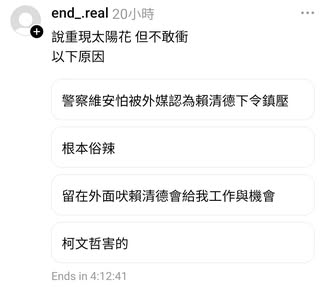 end_.real 20小時
說重現太陽花 但不敢衝
以下原因
警察維安怕被外媒認為賴清德下令鎮壓
根本俗辣
留在外面吠賴清德會給我工作與機會
柯文哲害的
Ends in 4:12:41